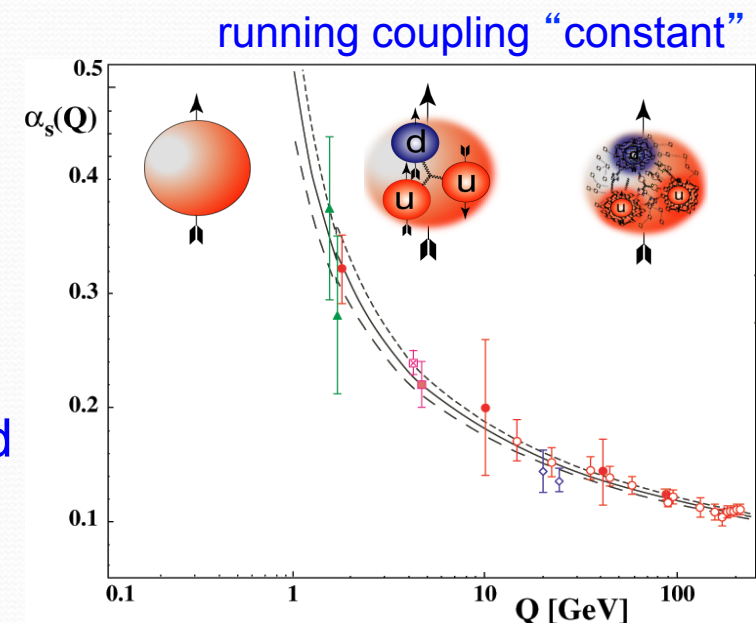 running coupling “constant”
0.5
αs(Q)
0.4
0.3
0.2
0.1
d
u
u
d
u
u
d
0.1
1
10
100
Q [GeV]